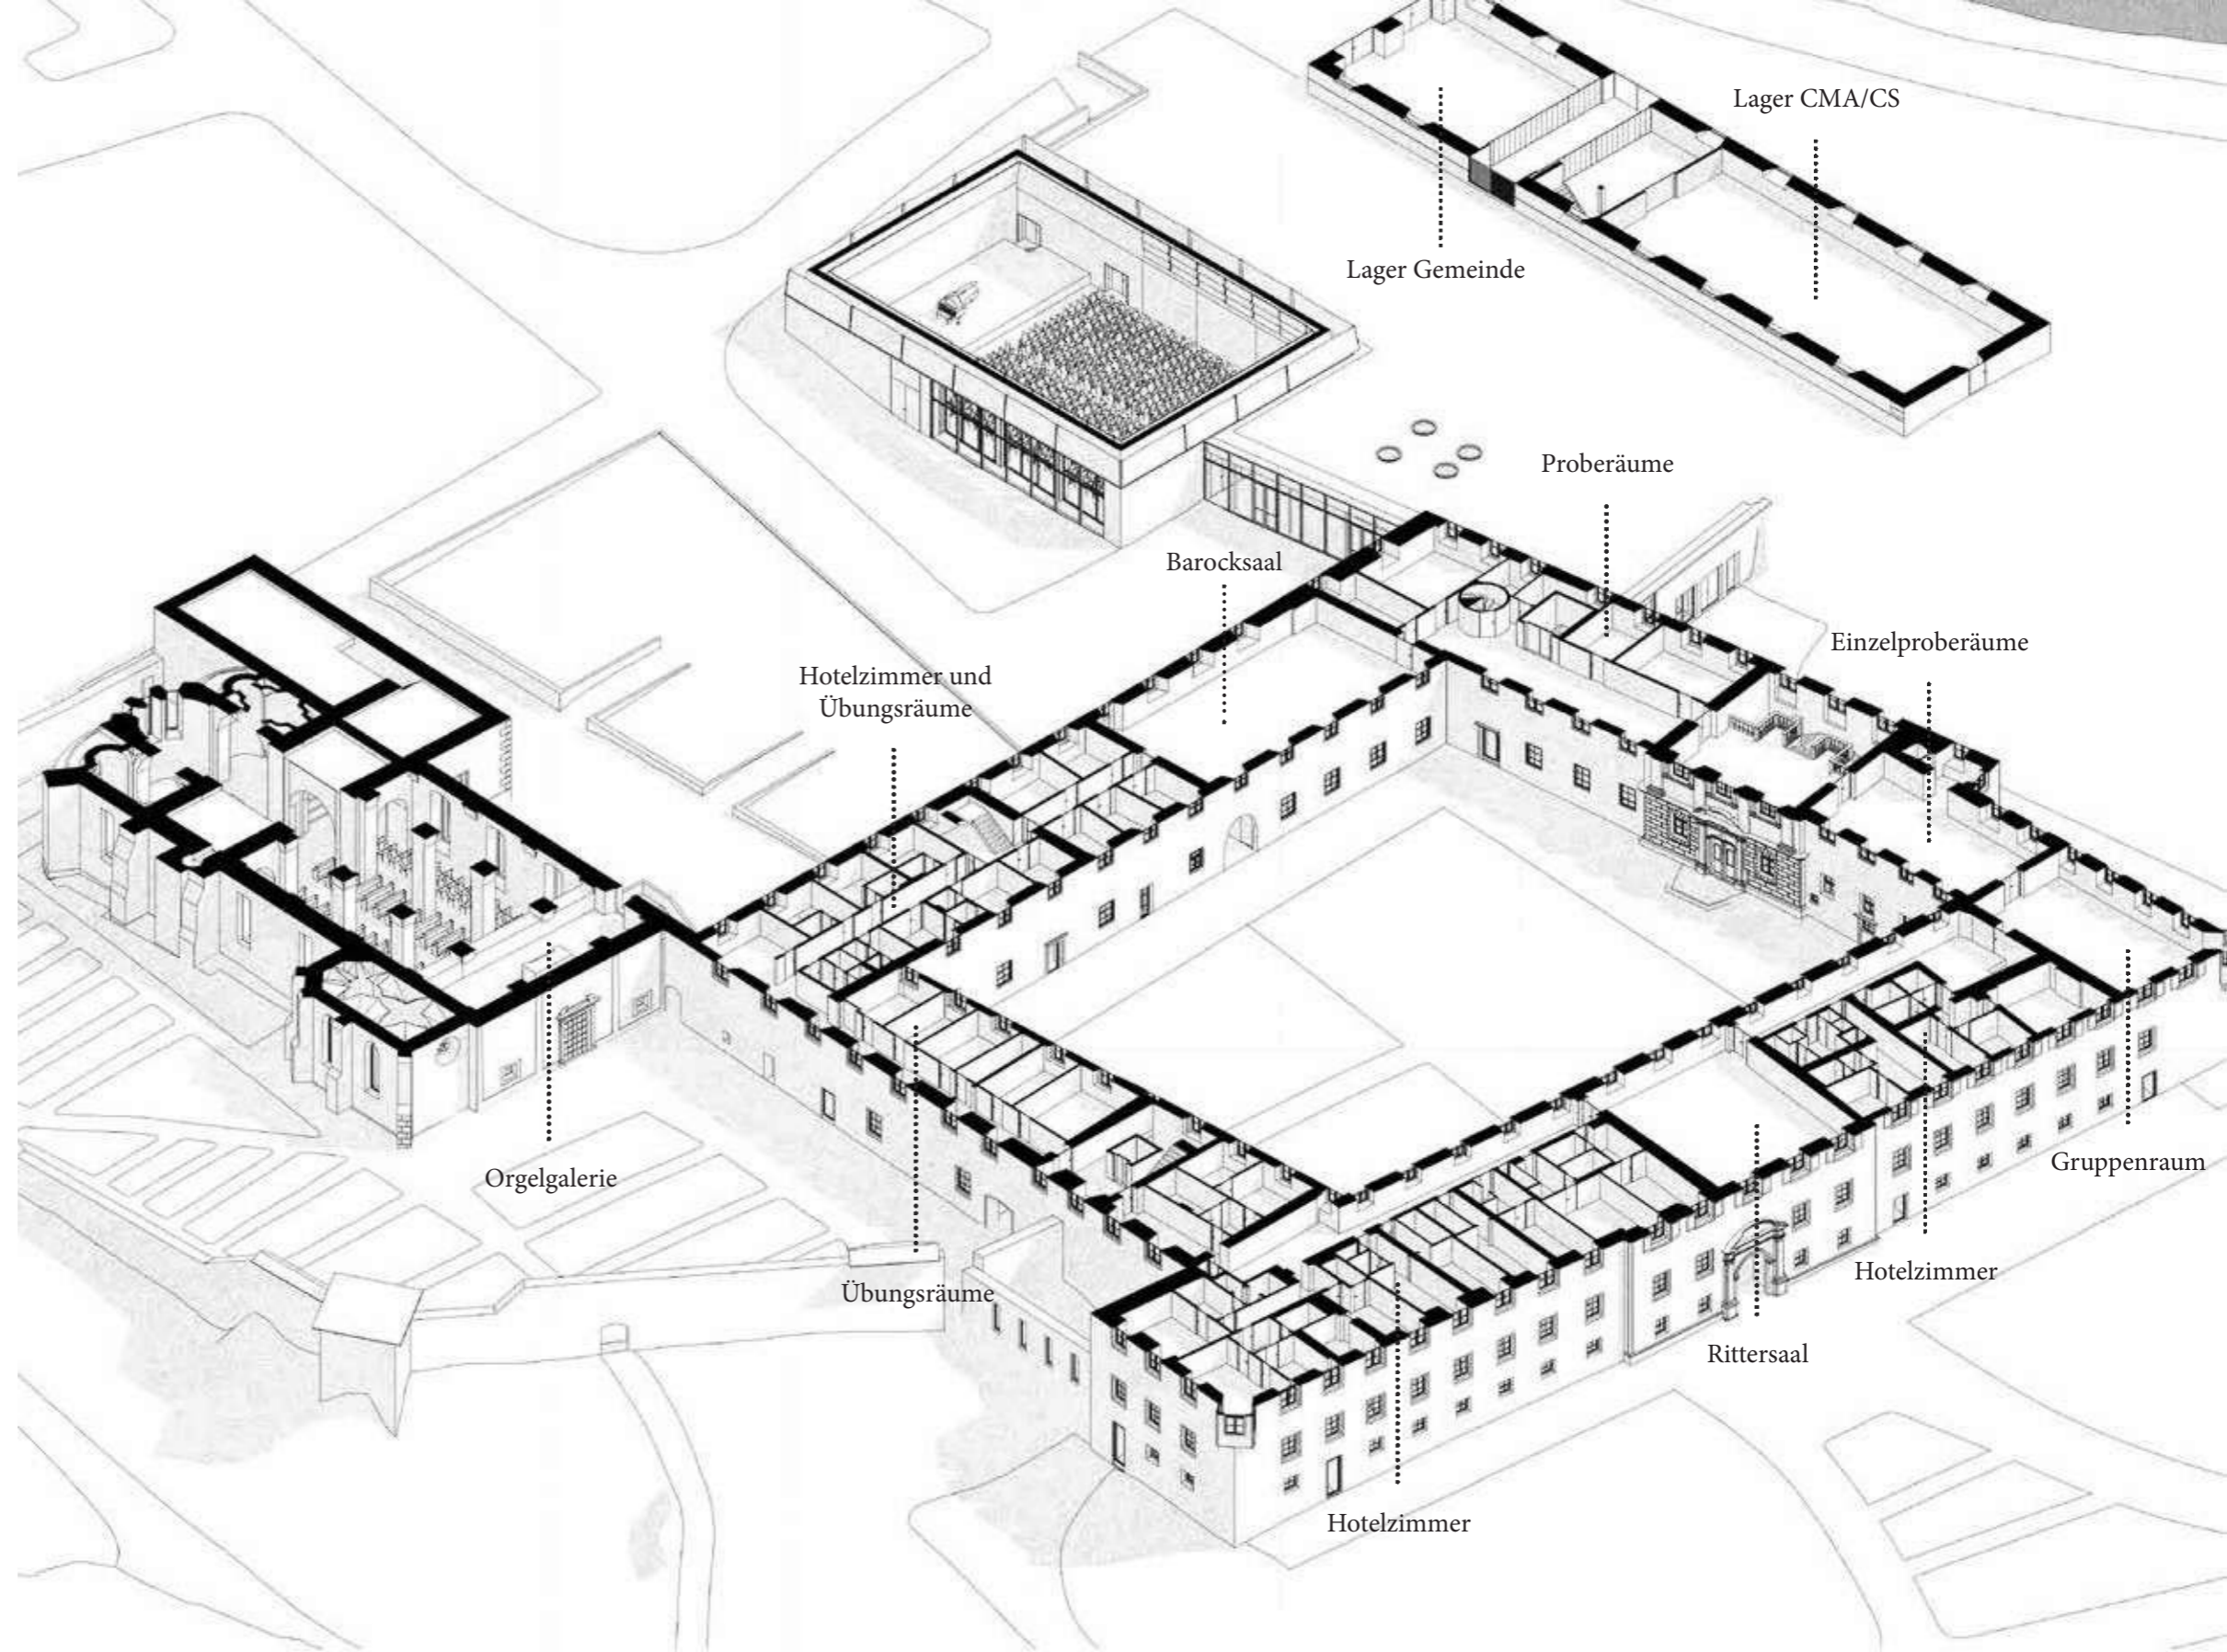 Lager CMA/CS
Lager Gemeinde
Proberäume
Barocksaal
Einzelproberäume
Hotelzimmer und
Übungsräume
Orgelgalerie
Gruppenraum
Hotelzimmer
Übungsräume
Rittersaal
Hotelzimmer